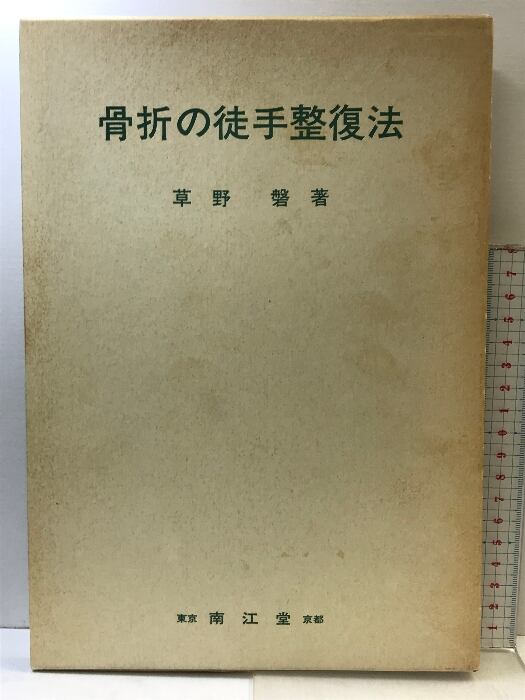 骨折の徒手整復法
草野 磐 著
東京 南江堂 京都